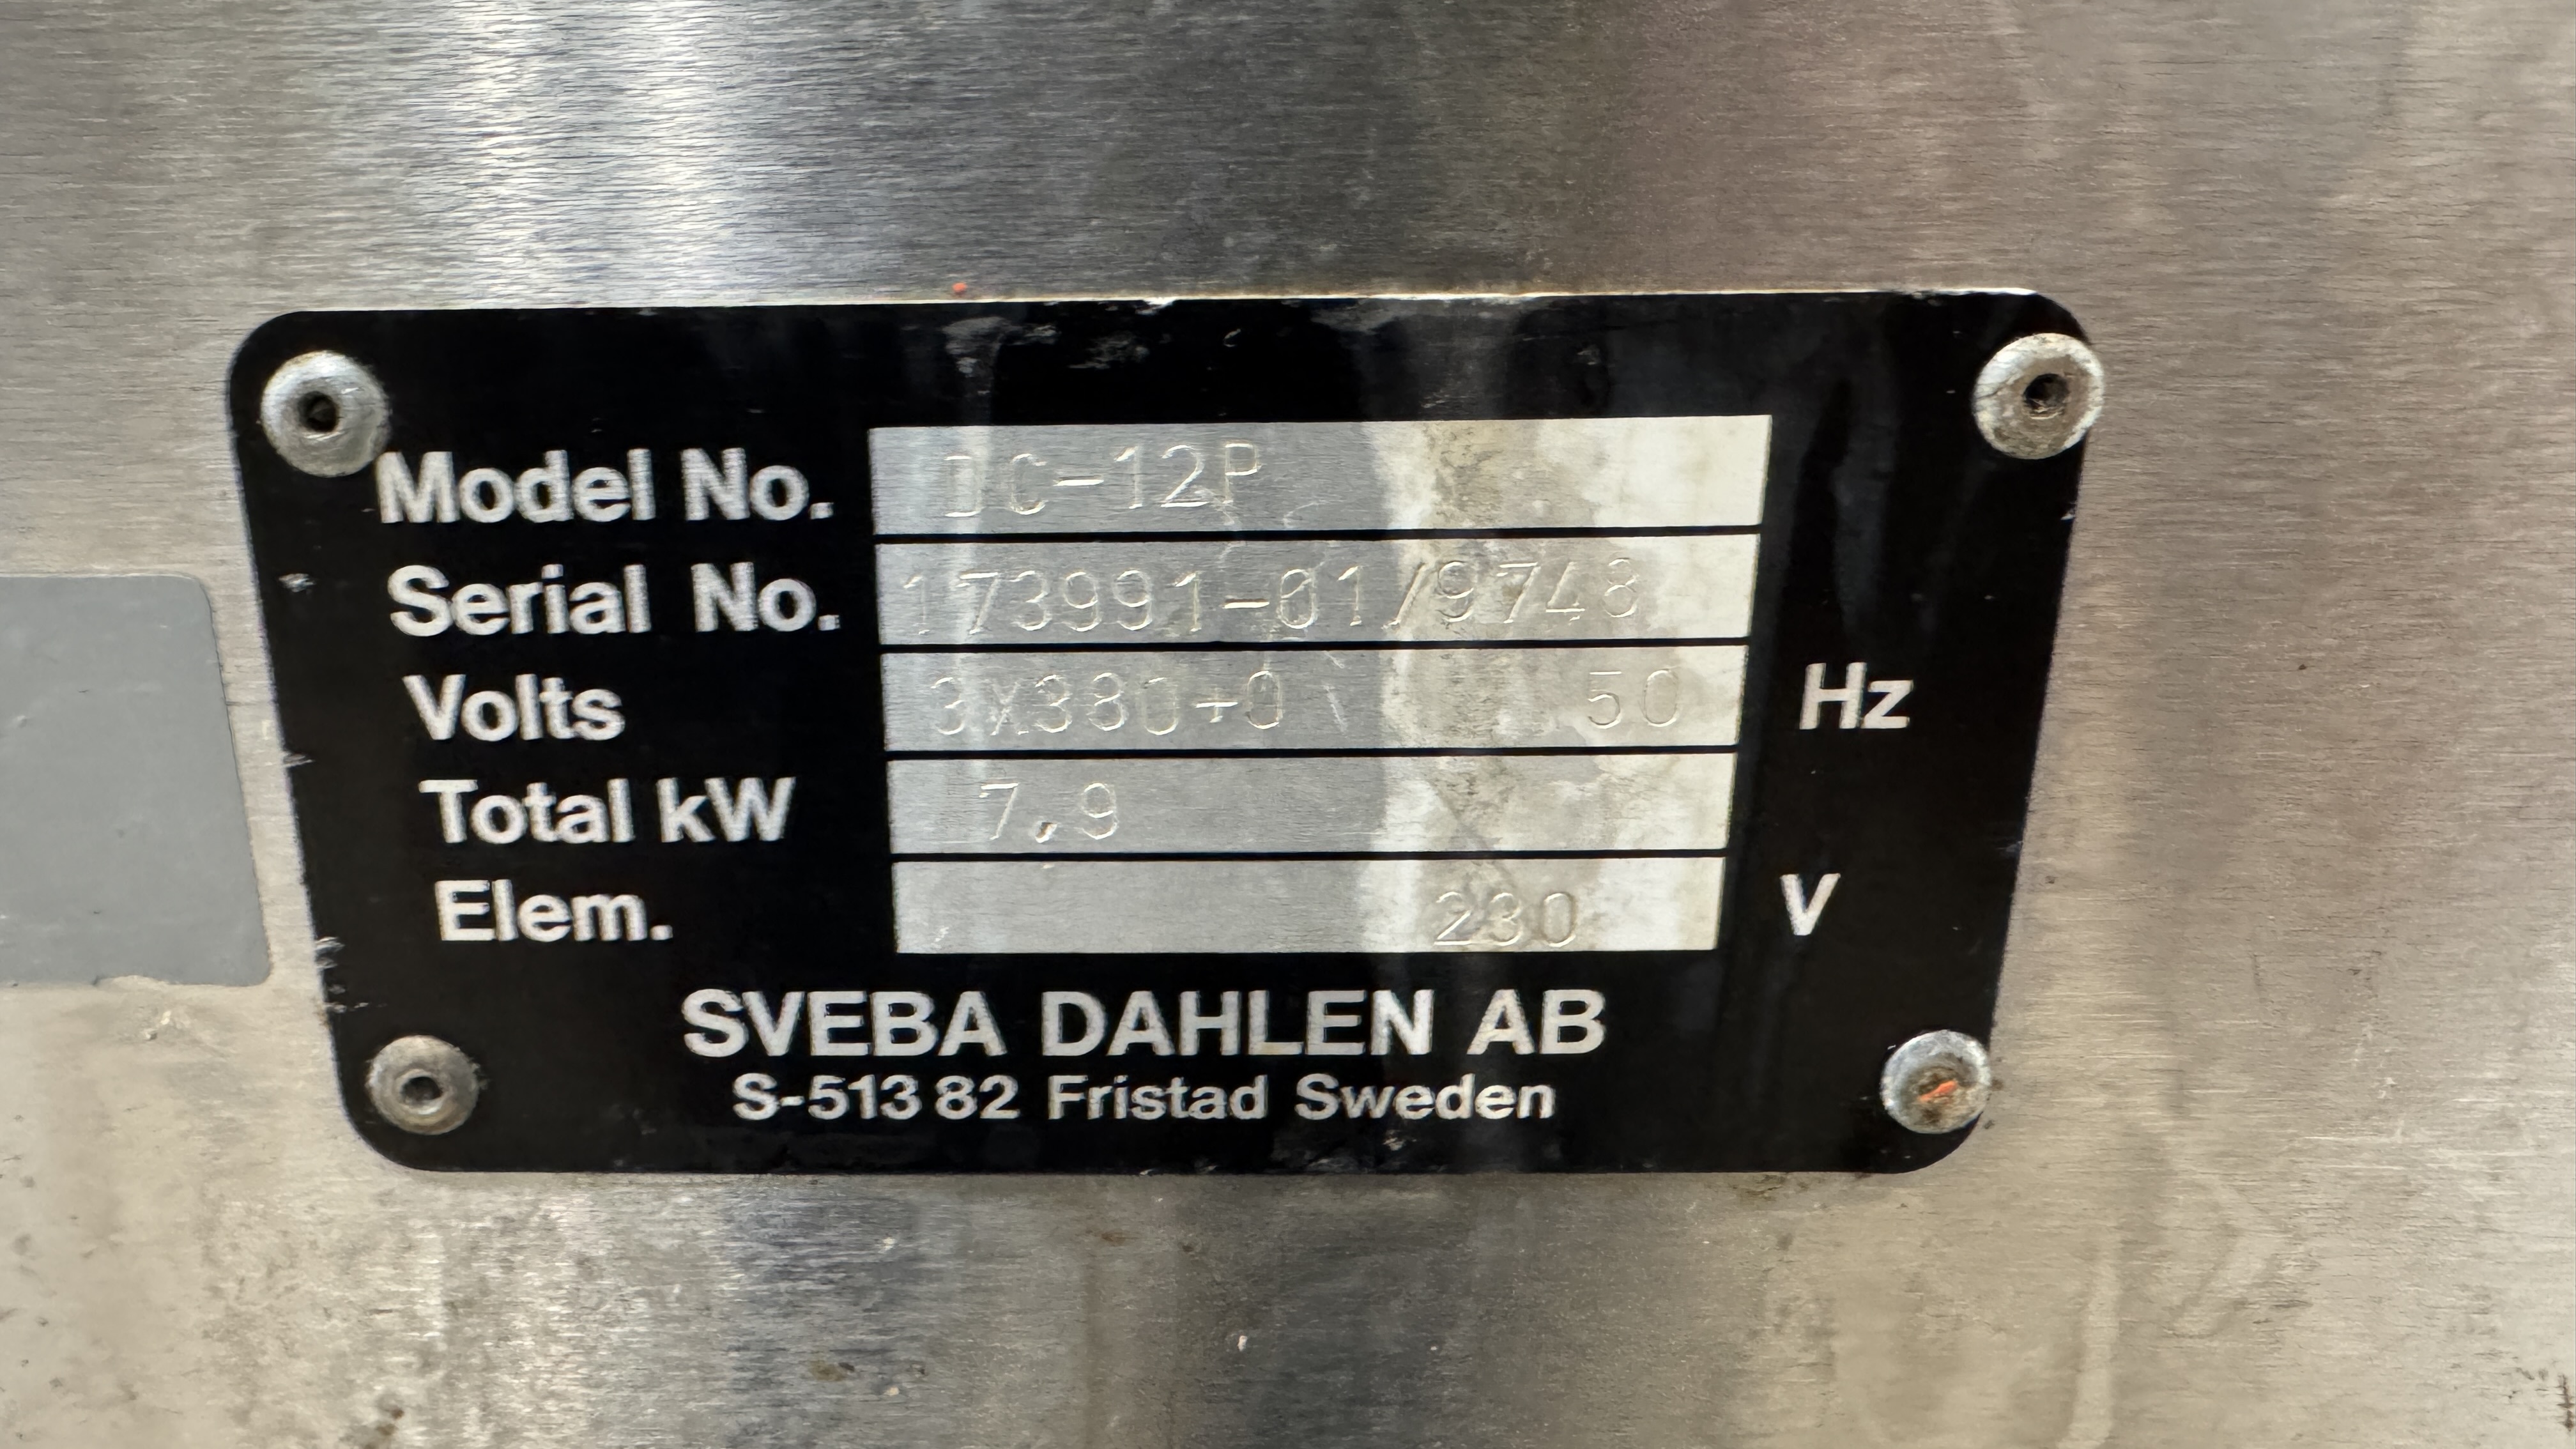 Model No. DC-12P
Serial No. 173991-01/9748
Volts 3X380+0 50 Hz
Total kW 7.9
Elem. 230 V
SVEBA DAHLEN AB
S-513 82 Fristad Sweden